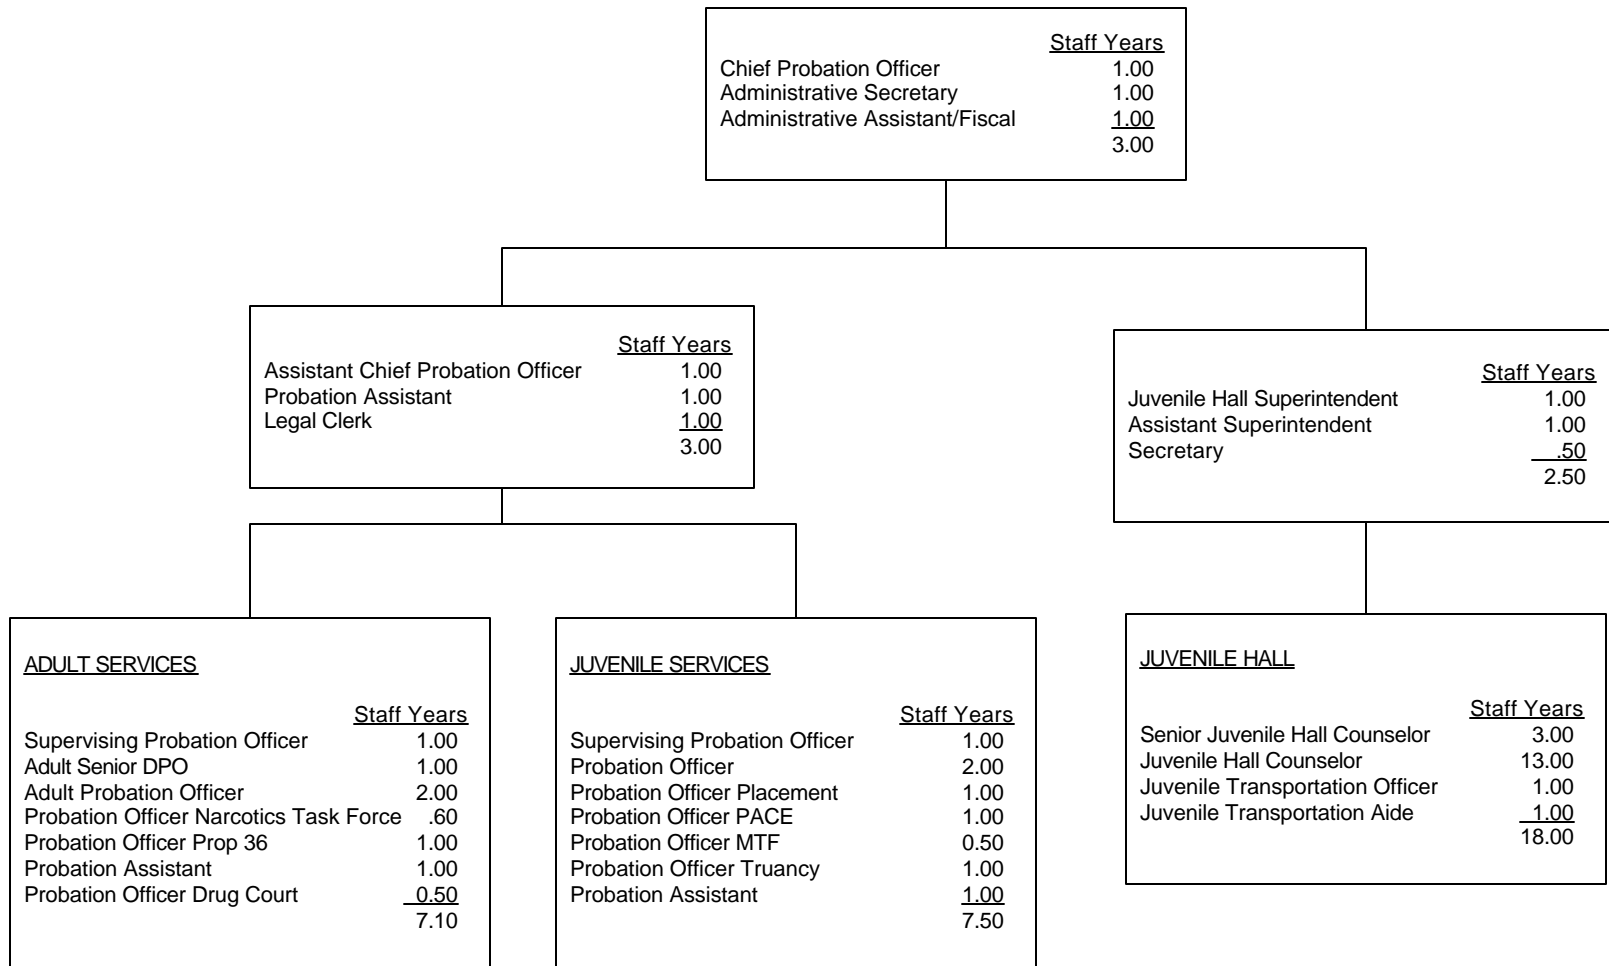 Staff Years
Chief Probation Officer 1.00
Administrative Secretary 1.00
Administrative Assistant/Fiscal 1.00
3.00
Staff Years
Assistant Chief Probation Officer 1.00
Probation Assistant 1.00
Legal Clerk 1.00
3.00
Staff Years
Juvenile Hall Superintendent 1.00
Assistant Superintendent 1.00
Secretary .50
2.50
ADULT SERVICES
Staff Years
Supervising Probation Officer 1.00
Adult Senior DPO 1.00
Adult Probation Officer 2.00
Probation Officer Narcotics Task Force .60
Probation Officer Prop 36 1.00
Probation Assistant 1.00
Probation Officer Drug Court 0.50
7.10
JUVENILE SERVICES
Staff Years
Supervising Probation Officer 1.00
Probation Officer 2.00
Probation Officer Placement 1.00
Probation Officer PACE 1.00
Probation Officer MTF 0.50
Probation Officer Truancy 1.00
Probation Assistant 1.00
7.50
JUVENILE HALL
Staff Years
Senior Juvenile Hall Counselor 3.00
Juvenile Hall Counselor 13.00
Juvenile Transportation Officer 1.00
Juvenile Transportation Aide 1.00
18.00